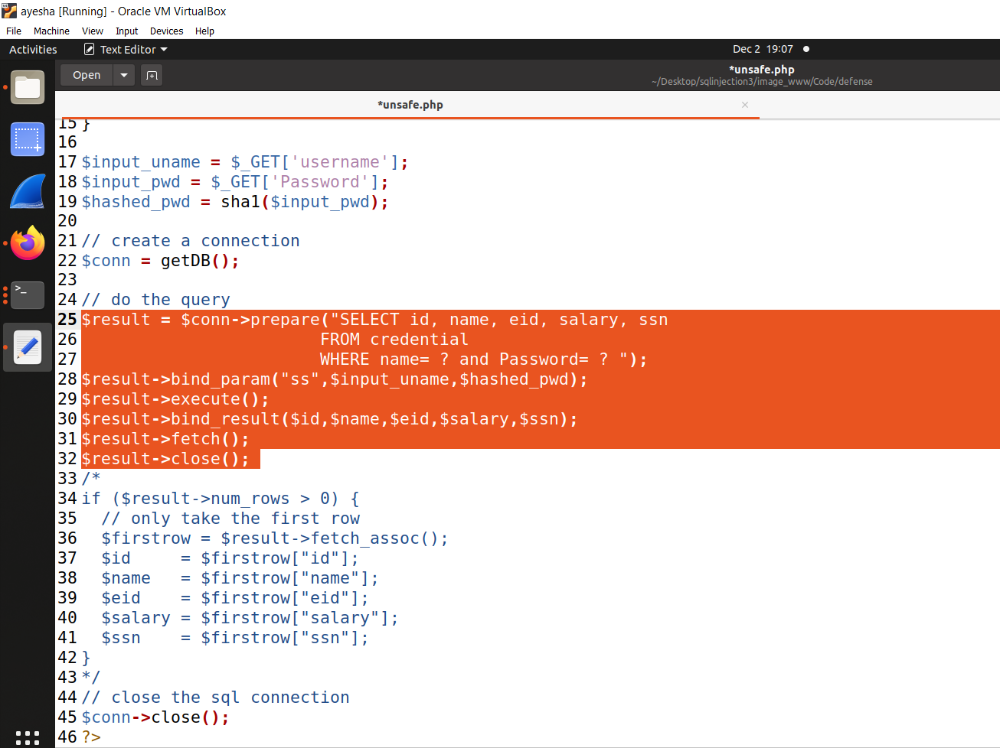 ayesha [Running] - Oracle VM VirtualBox
File Machine View Input Devices Help
Activities Text Editor Dec 2 19:07
Open *unsafe.php
~/Desktop/sqlinjection3/image_www/Code/defense
*unsafe.php ×
15 }
16
17 $input_uname = $_GET['username'];
18 $input_pwd = $_GET['Password'];
19 $hashed_pwd = sha1($input_pwd);
20
21 // create a connection
22 $conn = getDB();
23
24 // do the query
25 $result = $conn->prepare("SELECT id, name, eid, salary, ssn
26                         FROM credential
27                         WHERE name= ? and Password= ? ");
28 $result->bind_param("ss",$input_uname,$hashed_pwd);
29 $result->execute();
30 $result->bind_result($id,$name,$eid,$salary,$ssn);
31 $result->fetch();
32 $result->close();
33 /*
34 if ($result->num_rows > 0) {
35   // only take the first row
36   $firstrow = $result->fetch_assoc();
37   $id     = $firstrow["id"];
38   $name   = $firstrow["name"];
39   $eid    = $firstrow["eid"];
40   $salary = $firstrow["salary"];
41   $ssn    = $firstrow["ssn"];
42 }
43 */
44 // close the sql connection
45 $conn->close();
46 ?>